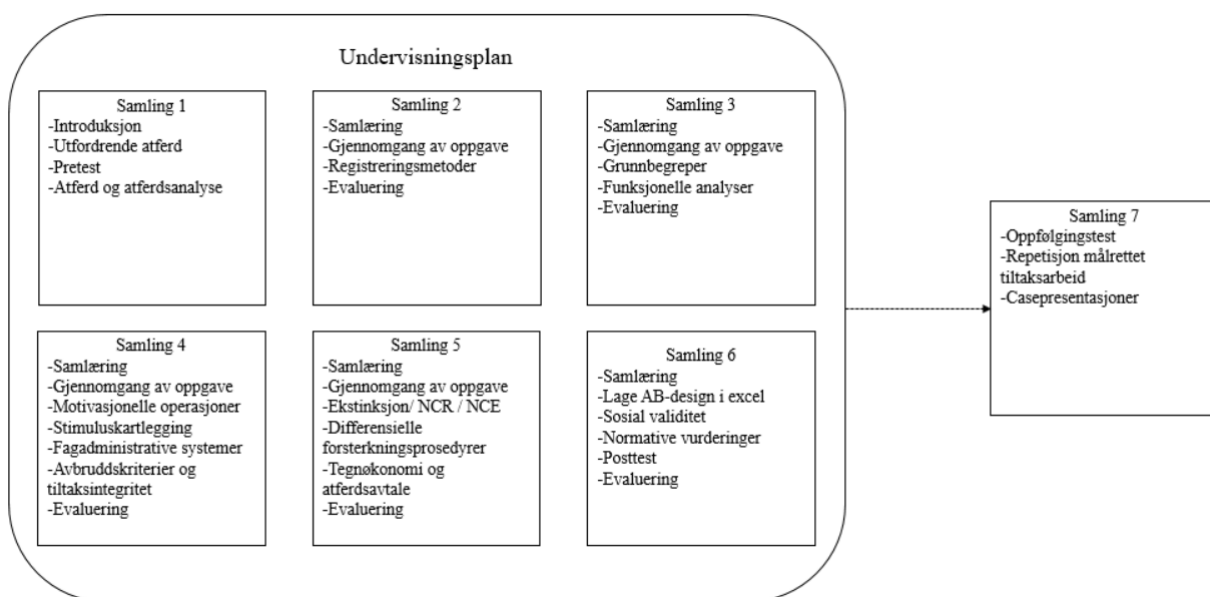 Undervisningsplan
Samling 1
-Introduksjon
-Utfordrende atferd
-Pretest
-Atferd og atferdsanalyse
Samling 2
-Samlæring
-Gjennomgang av oppgave
-Registreringsmetoder
-Evaluering
Samling 3
-Samlæring
-Gjennomgang av oppgave
-Grunnbegreper
-Funksjonelle analyser
-Evaluering
Samling 4
-Samlæring
-Gjennomgang av oppgave
-Motivasjonelle operasjoner
-Stimuluskartlegging
-Fagadministrative systemer
-Avbruddskriterier og
tiltaksintegritet
-Evaluering
Samling 5
-Samlæring
-Gjennomgang av oppgave
-Ekstinksjon/ NCR / NCE
-Differensielle
forsterkningsprosedyrer
-Tegnøkonomi og
atferdsavtale
-Evaluering
Samling 6
-Samlæring
-Lage AB-design i excel
-Sosial validitet
-Normative vurderinger
-Posttest
-Evaluering
Samling 7
-Oppfølgingstest
-Repetisjon målrettet
tiltaksarbeid
-Casepresentasjoner